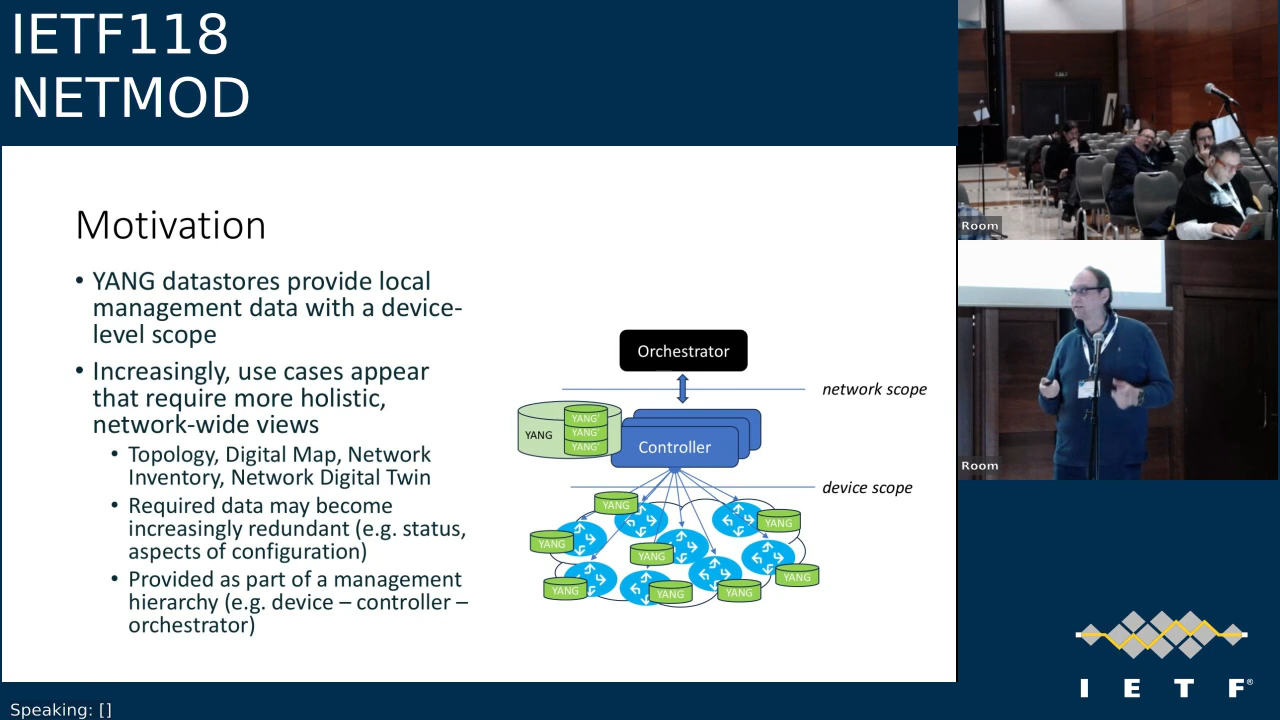 IETF118
NETMOD
Motivation
• YANG datastores provide local
management data with a device-
level scope
• Increasingly, use cases appear
that require more holistic,
network-wide views
• Topology, Digital Map, Network
Inventory, Network Digital Twin
• Required data may become
increasingly redundant (e.g. status,
aspects of configuration)
• Provided as part of a management
hierarchy (e.g. device – controller –
orchestrator)
Orchestrator
network scope
YANG
YANG'
YANG'
YANG'
Controller
device scope
YANG
YANG
YANG
YANG
YANG
YANG
YANG
YANG
Room
Room
I E T F®
Speaking: []